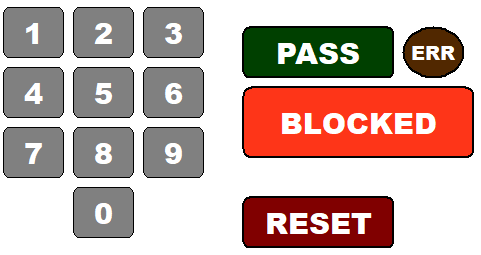 1 2 3
4 5 6
7 8 9
0
PASS
ERR
BLOCKED
RESET